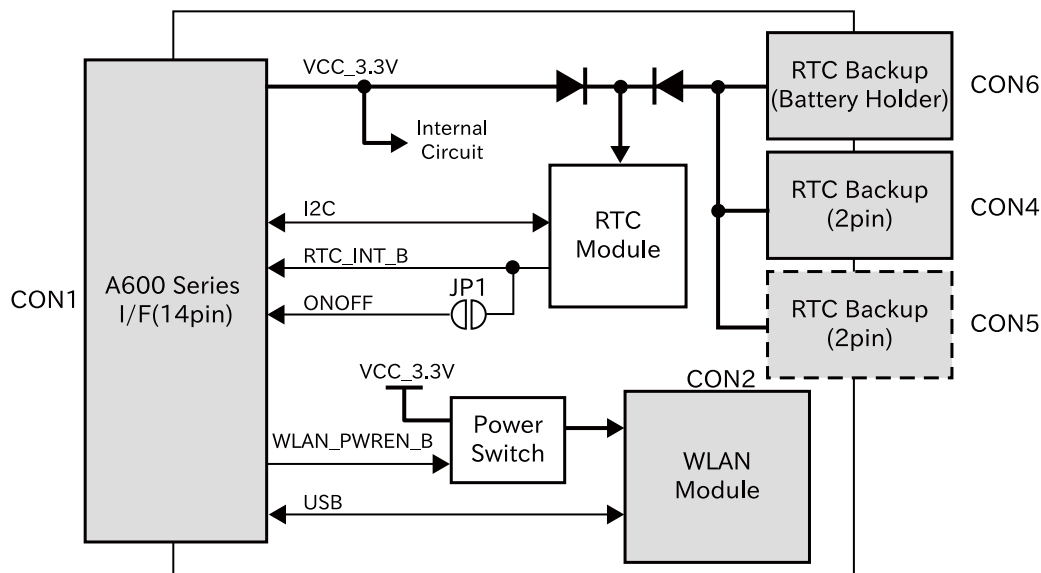 VCC_3.3V
RTC Backup
(Battery Holder)
CON6
Internal
Circuit
I2C
RTC
Module
RTC Backup
(2pin)
CON4
RTC_INT_B
CON1
A600 Series
I/F(14pin)
JP1
ONOFF
RTC Backup
(2pin)
CON5
VCC_3.3V
CON2
Power
Switch
WLAN_PWREN_B
WLAN
Module
USB